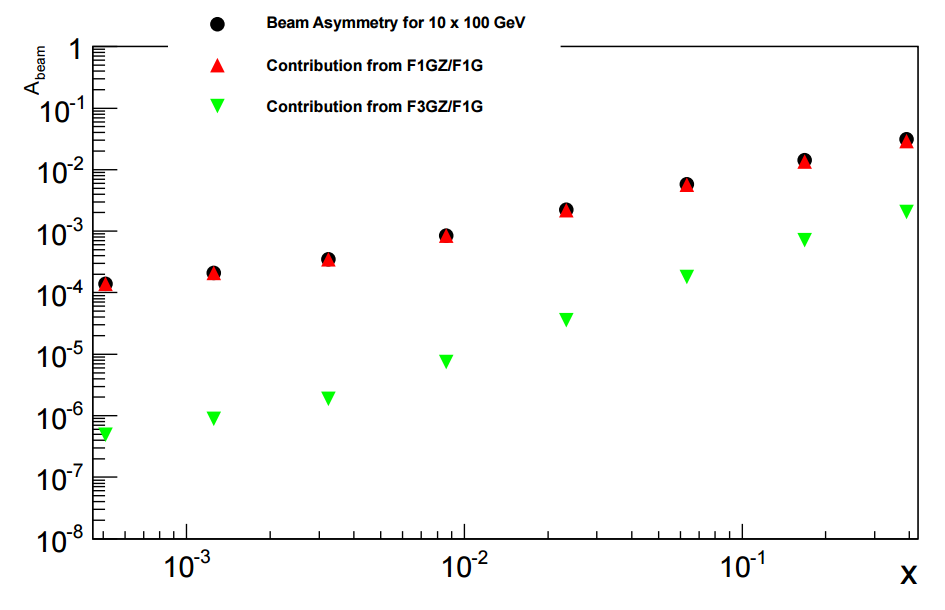 Beam Asymmetry for 10 x 100 GeV
Contribution from F1GZ/F1G
Contribution from F3GZ/F1G
A_beam
1
10^-1
10^-2
10^-3
10^-4
10^-5
10^-6
10^-7
10^-8
10^-3 10^-2 10^-1
x